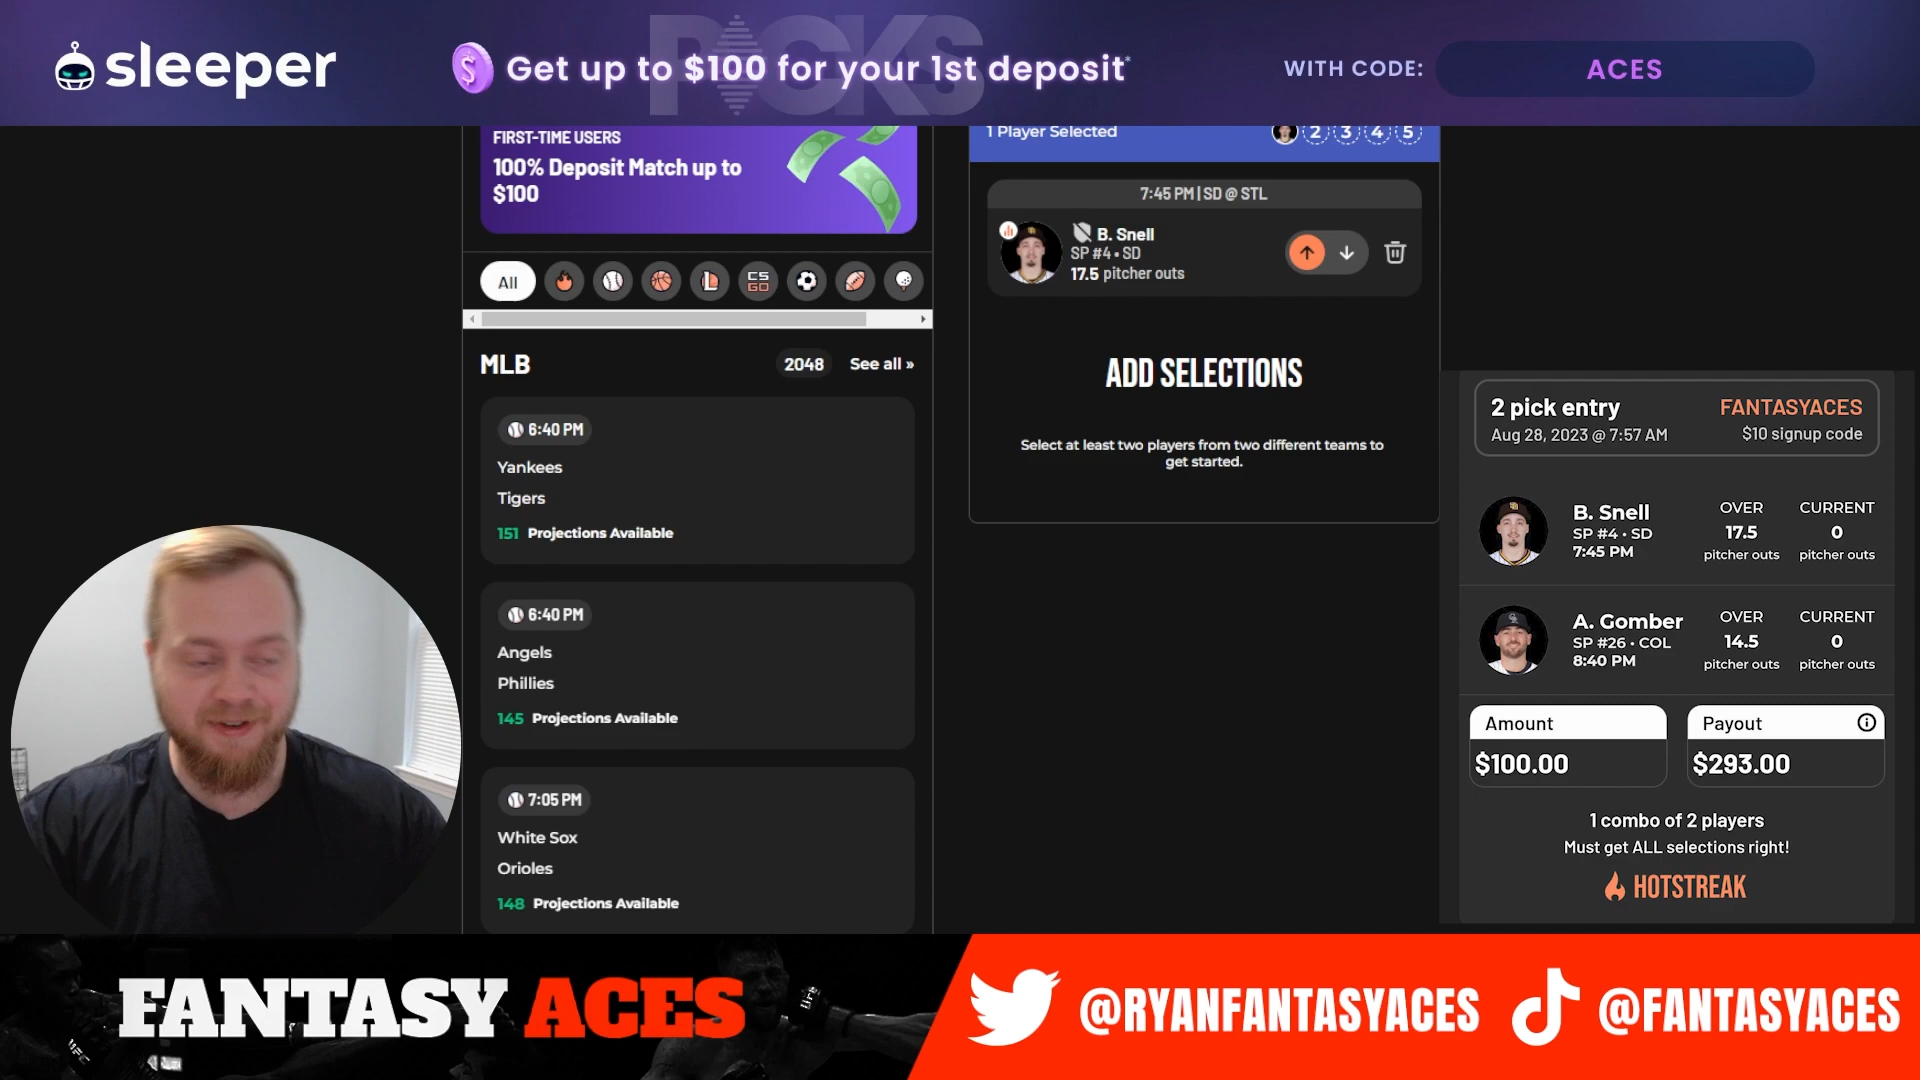 sleeper
PICKS
Get up to $100 for your 1st deposit*
WITH CODE:
ACES
FIRST-TIME USERS
100% Deposit Match up to
$100
All
CS
GO
MLB
2048
See all »
6:40 PM
Yankees
Tigers
151 Projections Available
6:40 PM
Angels
Phillies
145 Projections Available
7:05 PM
White Sox
Orioles
148 Projections Available
1 Player Selected
2 3 4 5
7:45 PM | SD @ STL
B. Snell
SP #4 • SD
17.5 pitcher outs
ADD SELECTIONS
Select at least two players from two different teams to
get started.
2 pick entry
FANTASYACES
Aug 28, 2023 @ 7:57 AM
$10 signup code
B. Snell
SP #4 • SD
7:45 PM
OVER
17.5
pitcher outs
CURRENT
0
pitcher outs
A. Gomber
SP #26 • COL
8:40 PM
OVER
14.5
pitcher outs
CURRENT
0
pitcher outs
Amount
$100.00
Payout
$293.00
1 combo of 2 players
Must get ALL selections right!
HOTSTREAK
FANTASY ACES
UFC
@RYANFANTASYACES
@FANTASYACES